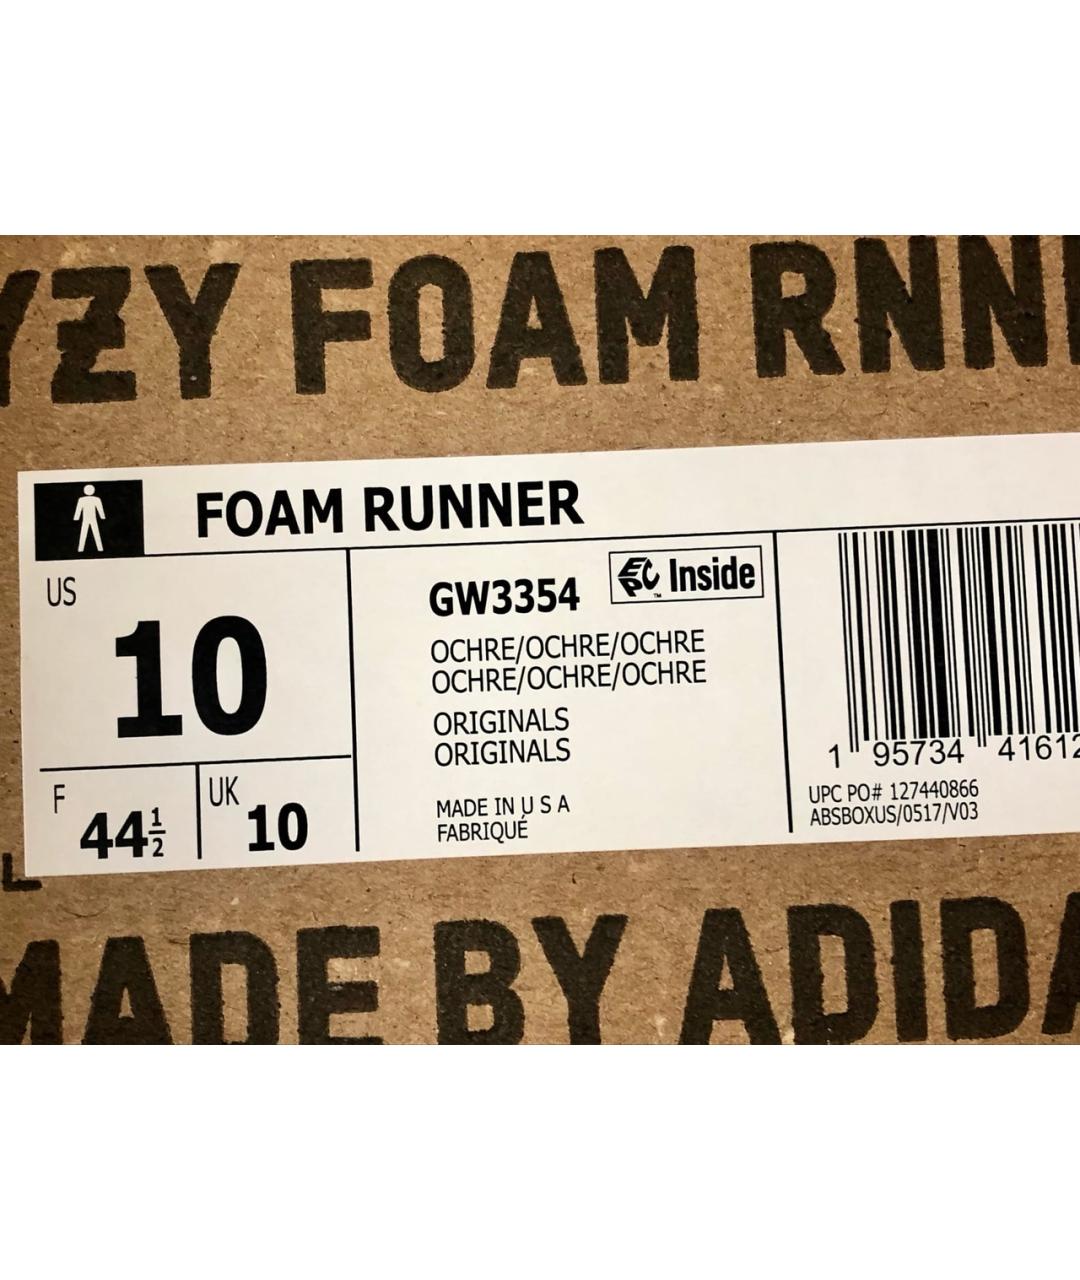 YZY FOAM RNN
FOAM RUNNER
US
10
F
44½
UK
10
GW3354
EPC™ Inside
OCHRE/OCHRE/OCHRE
OCHRE/OCHRE/OCHRE
ORIGINALS
ORIGINALS
MADE IN U S A
FABRIQUÉ
1 95734 41612
UPC PO# 127440866
ABSBOXUS/0517/V03
MADE BY ADIDA